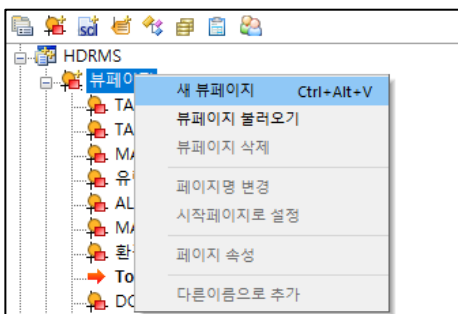 scl
HDRMS
뷰페이지
새 뷰페이지 Ctrl+Alt+V
뷰페이지 불러오기
뷰페이지 삭제
페이지명 변경
시작페이지로 설정
페이지 속성
다른이름으로 추가
TA
TA
MA
유
AL
MA
환
To
DC